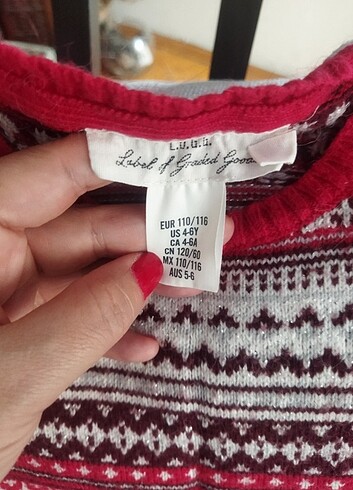 L.O.G.G.
Label of Graded Goods
EUR 110/116
US 4-6Y
CA 4-6A
CN 120/60
MX 110/116
AUS 5-6